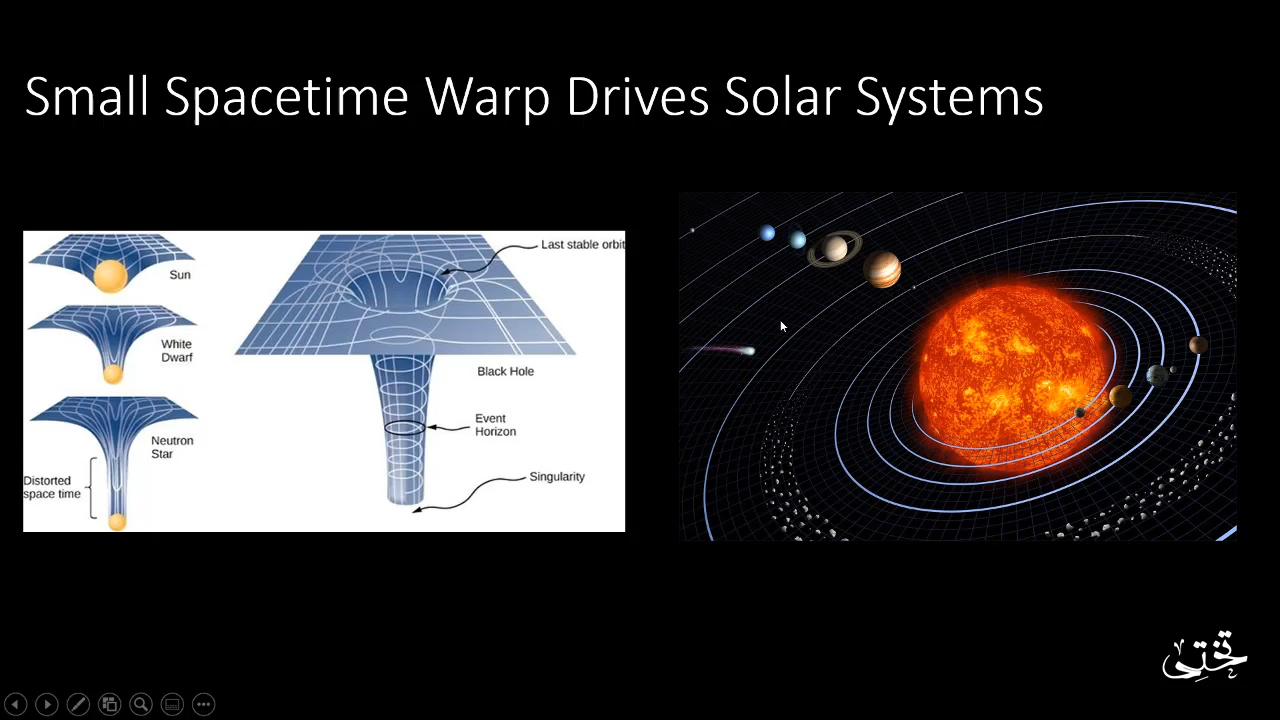 Small Spacetime Warp Drives Solar Systems
Sun
White
Dwarf
Neutron
Star
Distorted
space time
Last stable orbit
Black Hole
Event
Horizon
Singularity
تختی